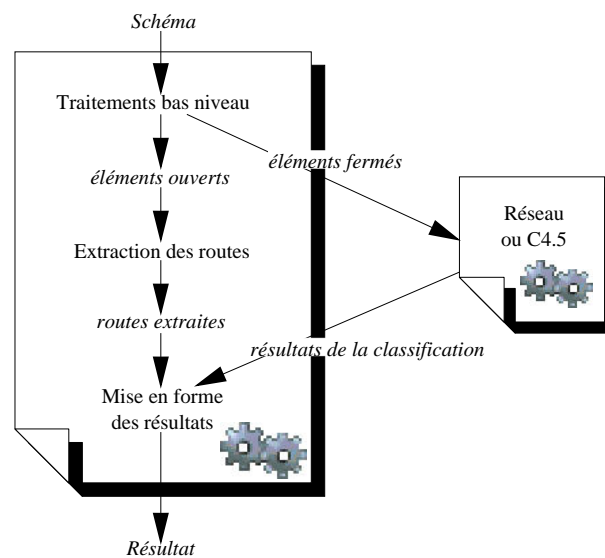 Schéma
Traitements bas niveau
éléments fermés
éléments ouverts
Réseau
ou C4.5
Extraction des routes
routes extraites
résultats de la classification
Mise en forme
des résultats
Résultat